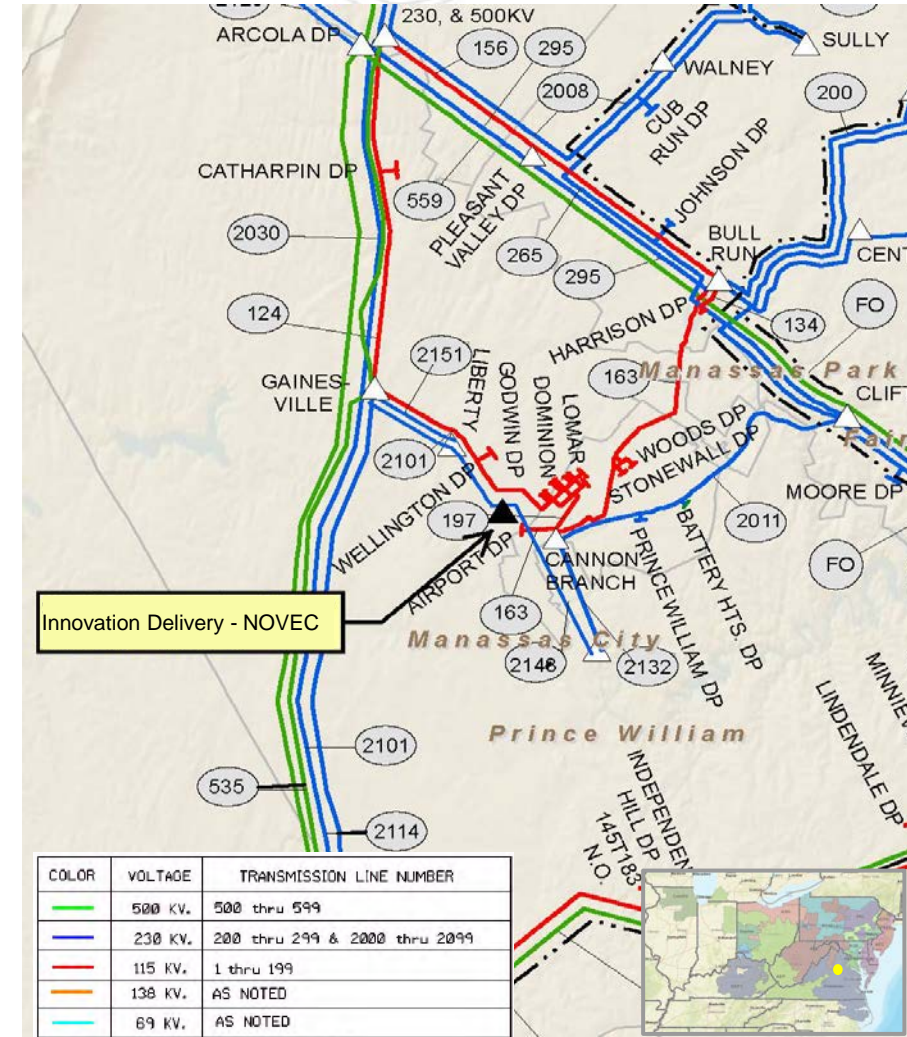 230, & 500KV
ARCOLA DP
156
295
SULLY
WALNEY
2008
200
CUB
RUN DP
JOHNSON DP
CATHARPIN DP
559
PLEASANT
VALLEY DP
2030
265
BULL
RUN
CENT
295
124
HARRISON DP
134
FO
2151
163
Manassas Park
GAINES-
VILLE
LIBERTY
GODWIN DP
DOMINION
LOMAR
CLIFT
Fair
2101
WOODS DP
STONEWALL DP
MOORE DP
WELLINGTON DP
197
2011
AIRPORT DP
CANNON
BRANCH
PRINCE WILLIAM DP
BATTERY HTS. DP
FO
Innovation Delivery - NOVEC
163
Manassas City
2148
2132
MINNIEV
LINDENDALE DP
Prince William
2101
INDEPENDEN
HILL DP
145T183
N.O.
535
2114
COLOR VOLTAGE TRANSMISSION LINE NUMBER
500 KV. 500 thru 599
230 KV. 200 thru 299 & 2000 thru 2099
115 KV. 1 thru 199
138 KV. AS NOTED
69 KV. AS NOTED